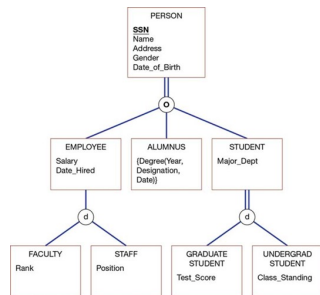 PERSON
SSN
Name
Address
Gender
Date_of_Birth
O
EMPLOYEE
Salary
Date_Hired
ALUMNUS
{Degree(Year,
Designation,
Date)}
STUDENT
Major_Dept
d
d
FACULTY
Rank
STAFF
Position
GRADUATE
STUDENT
Test_Score
UNDERGRAD
STUDENT
Class_Standing